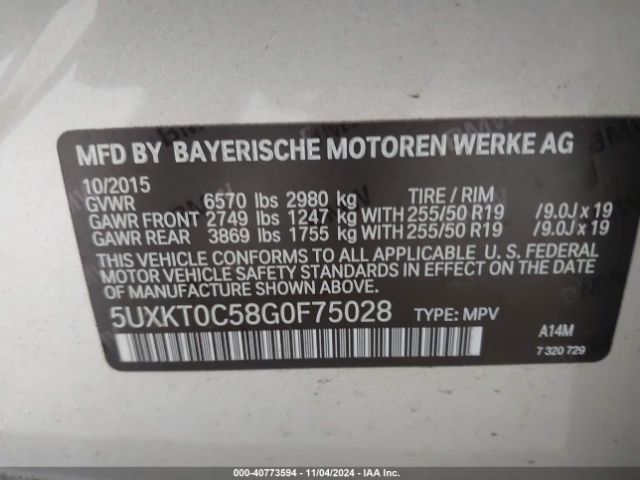 MFD BY BAYERISCHE MOTOREN WERKE AG
10/2015
GVWR 6570 lbs 2980 kg TIRE / RIM
GAWR FRONT 2749 lbs 1247 kg WITH 255/50 R19 /9.0J x 19
GAWR REAR 3869 lbs 1755 kg WITH 255/50 R19 /9.0J x 19
THIS VEHICLE CONFORMS TO ALL APPLICABLE U. S. FEDERAL
MOTOR VEHICLE SAFETY STANDARDS IN EFFECT ON THE DATE
OF MANUFACTURE SHOWN ABOVE.
5UXKT0C58G0F75028 TYPE: MPV A14M
7 320 729
000-40773594 - 11/04/2024 - IAA Inc.